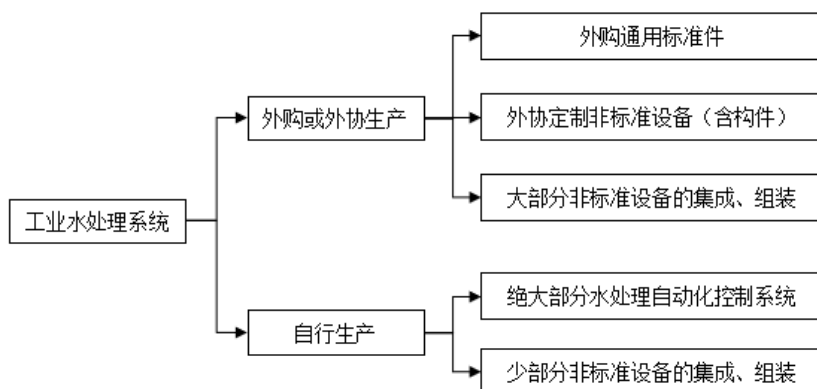 工业水处理系统
外购或外协生产
外购通用标准件
外协定制非标准设备（含构件）
大部分非标准设备的集成、组装
自行生产
绝大部分水处理自动化控制系统
少部分非标准设备的集成、组装